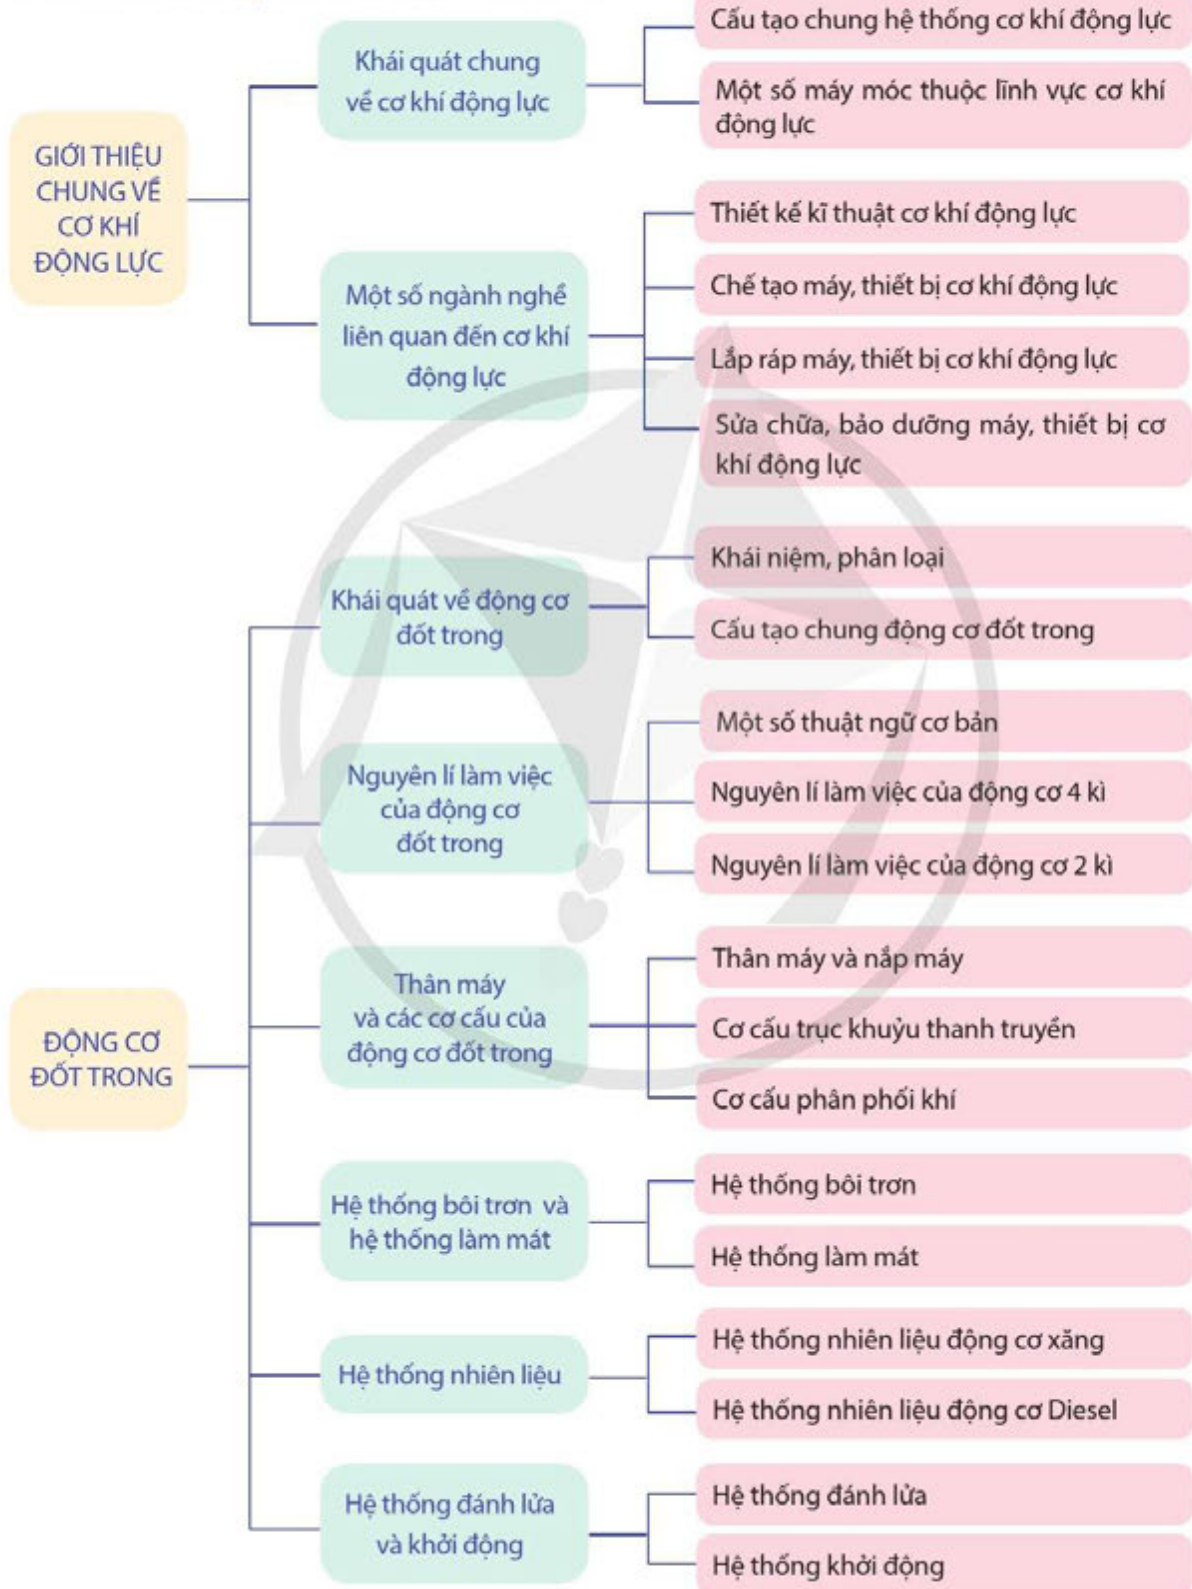 GIỚI THIỆU
CHUNG VỀ
CƠ KHÍ
ĐỘNG LỰC
Khái quát chung
về cơ khí động lực
Cấu tạo chung hệ thống cơ khí động lực
Một số máy móc thuộc lĩnh vực cơ khí
động lực
Một số ngành nghề
liên quan đến cơ khí
động lực
Thiết kế kĩ thuật cơ khí động lực
Chế tạo máy, thiết bị cơ khí động lực
Lắp ráp máy, thiết bị cơ khí động lực
Sửa chữa, bảo dưỡng máy, thiết bị cơ
khí động lực
ĐỘNG CƠ
ĐỐT TRONG
Khái quát về động cơ
đốt trong
Khái niệm, phân loại
Cấu tạo chung động cơ đốt trong
Nguyên lí làm việc
của động cơ
đốt trong
Một số thuật ngữ cơ bản
Nguyên lí làm việc của động cơ 4 kì
Nguyên lí làm việc của động cơ 2 kì
Thân máy
và các cơ cấu của
động cơ đốt trong
Thân máy và nắp máy
Cơ cấu trục khuỷu thanh truyền
Cơ cấu phân phối khí
Hệ thống bôi trơn và
hệ thống làm mát
Hệ thống bôi trơn
Hệ thống làm mát
Hệ thống nhiên liệu
Hệ thống nhiên liệu động cơ xăng
Hệ thống nhiên liệu động cơ Diesel
Hệ thống đánh lửa
và khởi động
Hệ thống đánh lửa
Hệ thống khởi động